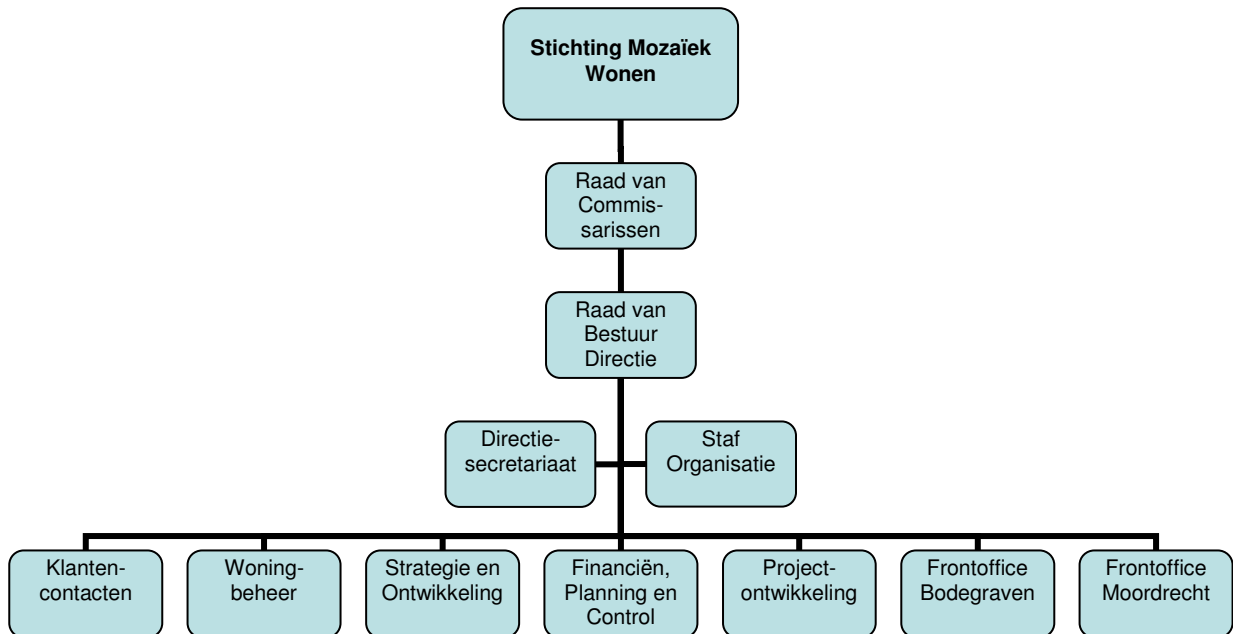 Stichting Mozaïek
Wonen
Raad van
Commis-
sarissen
Raad van
Bestuur
Directie
Directie-
secretariaat
Staf
Organisatie
Klanten-
contacten
Woning-
beheer
Strategie en
Ontwikkeling
Financiën,
Planning en
Control
Project-
ontwikkeling
Frontoffice
Bodegraven
Frontoffice
Moordrecht